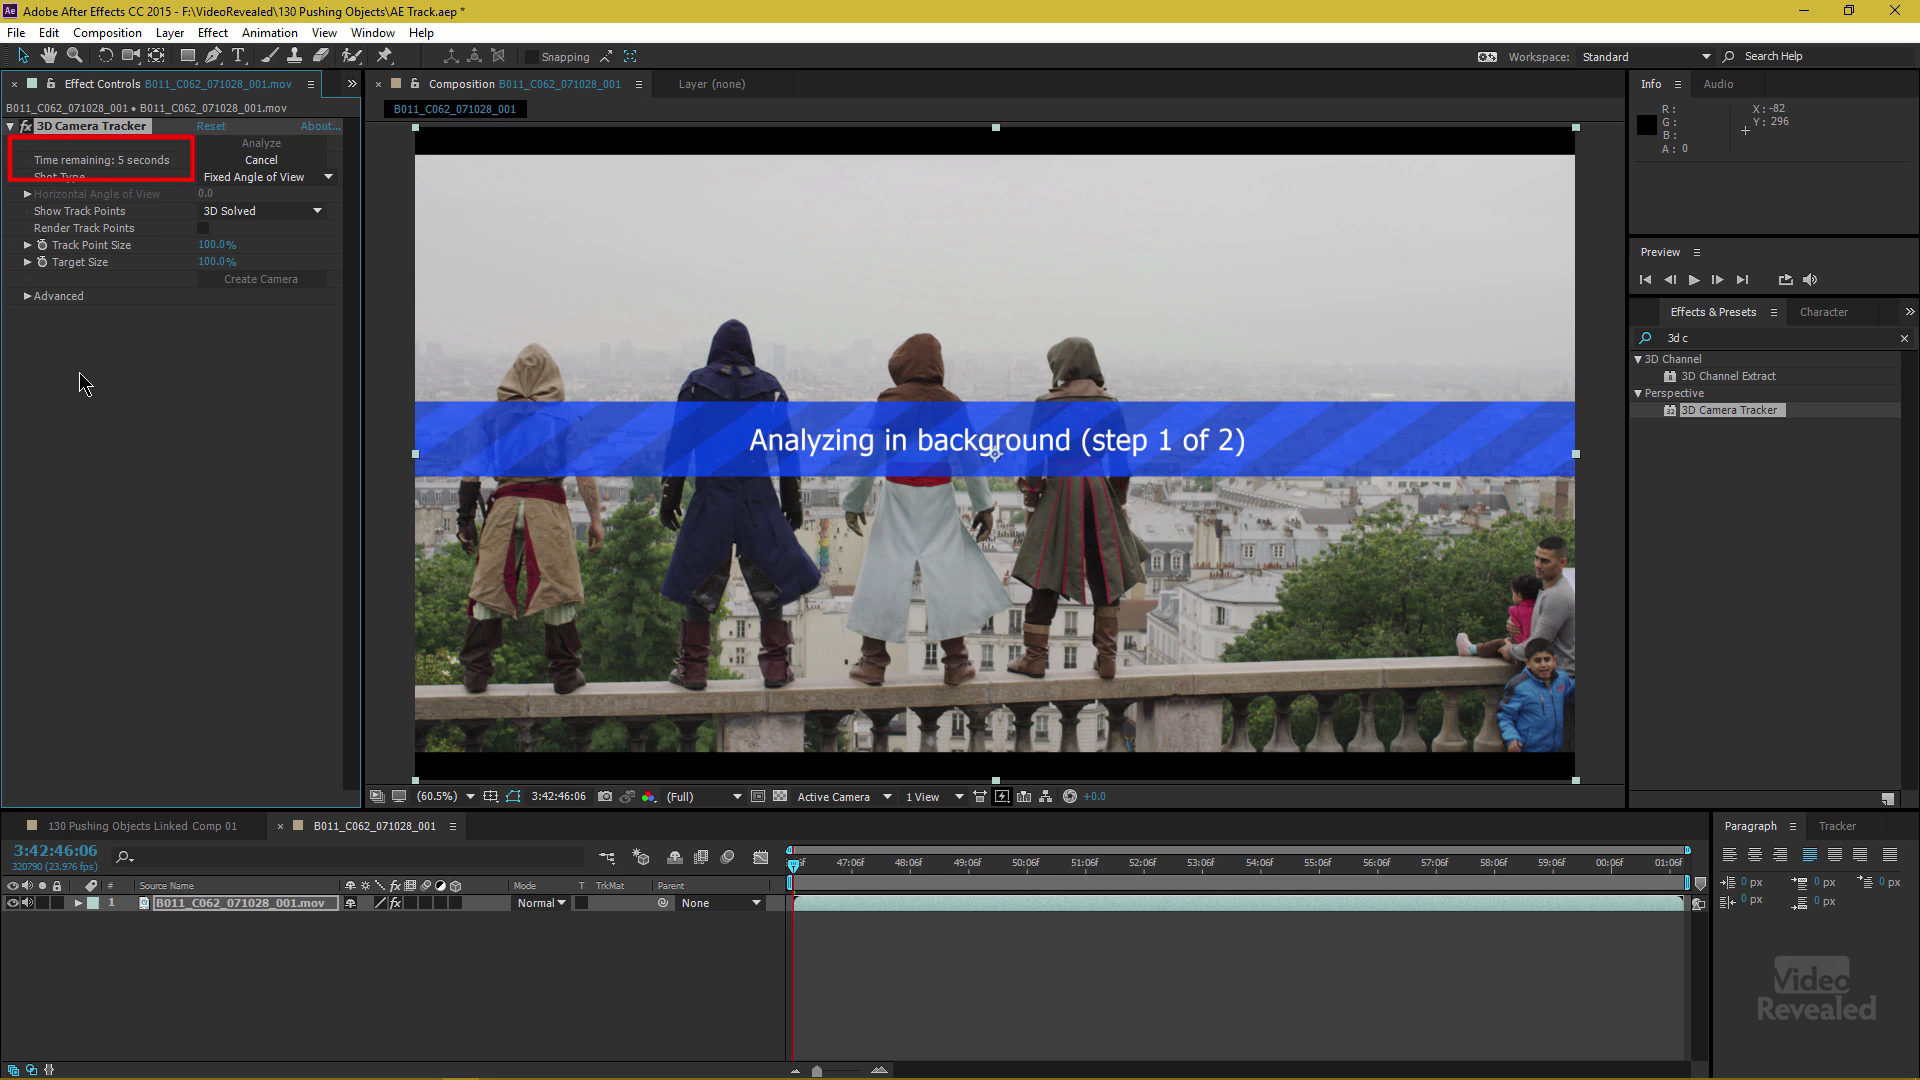 Ae Adobe After Effects CC 2015 - F:\VideoRevealed\130 Pushing Objects\AE Track.aep *
File Edit Composition Layer Effect Animation View Window Help
Snapping
Workspace: Standard
Search Help
Effect Controls B011_C062_071028_001.mov
B011_C062_071028_001 • B011_C062_071028_001.mov
fx 3D Camera Tracker Reset About...
Analyze
Time remaining: 5 seconds Cancel
Shot Type Fixed Angle of View
Horizontal Angle of View 0.0
Show Track Points 3D Solved
Render Track Points
Track Point Size 100.0%
Target Size 100.0%
Create Camera
Advanced
Composition B011_C062_071028_001
Layer (none)
B011_C062_071028_001
Analyzing in background (step 1 of 2)
(60.5%) 3:42:46:06 (Full) Active Camera 1 View +0.0
Info Audio
R: X: -82
G: Y: 296
B:
A: 0
Preview
Effects & Presets Character
3d c
3D Channel
3D Channel Extract
Perspective
3D Camera Tracker
130 Pushing Objects Linked Comp 01
B011_C062_071028_001
3:42:46:06
320790 (23.976 fps)
47:06f 48:06f 49:06f 50:06f 51:06f 52:06f 53:06f 54:06f 55:06f 56:06f 57:06f 58:06f 59:06f 00:06f 01:06f
# Source Name fx Mode T TrkMat Parent
1 B011_C062_071028_001.mov fx Normal None
Paragraph Tracker
0 px 0 px 0 px
0 px 0 px
Video
Revealed